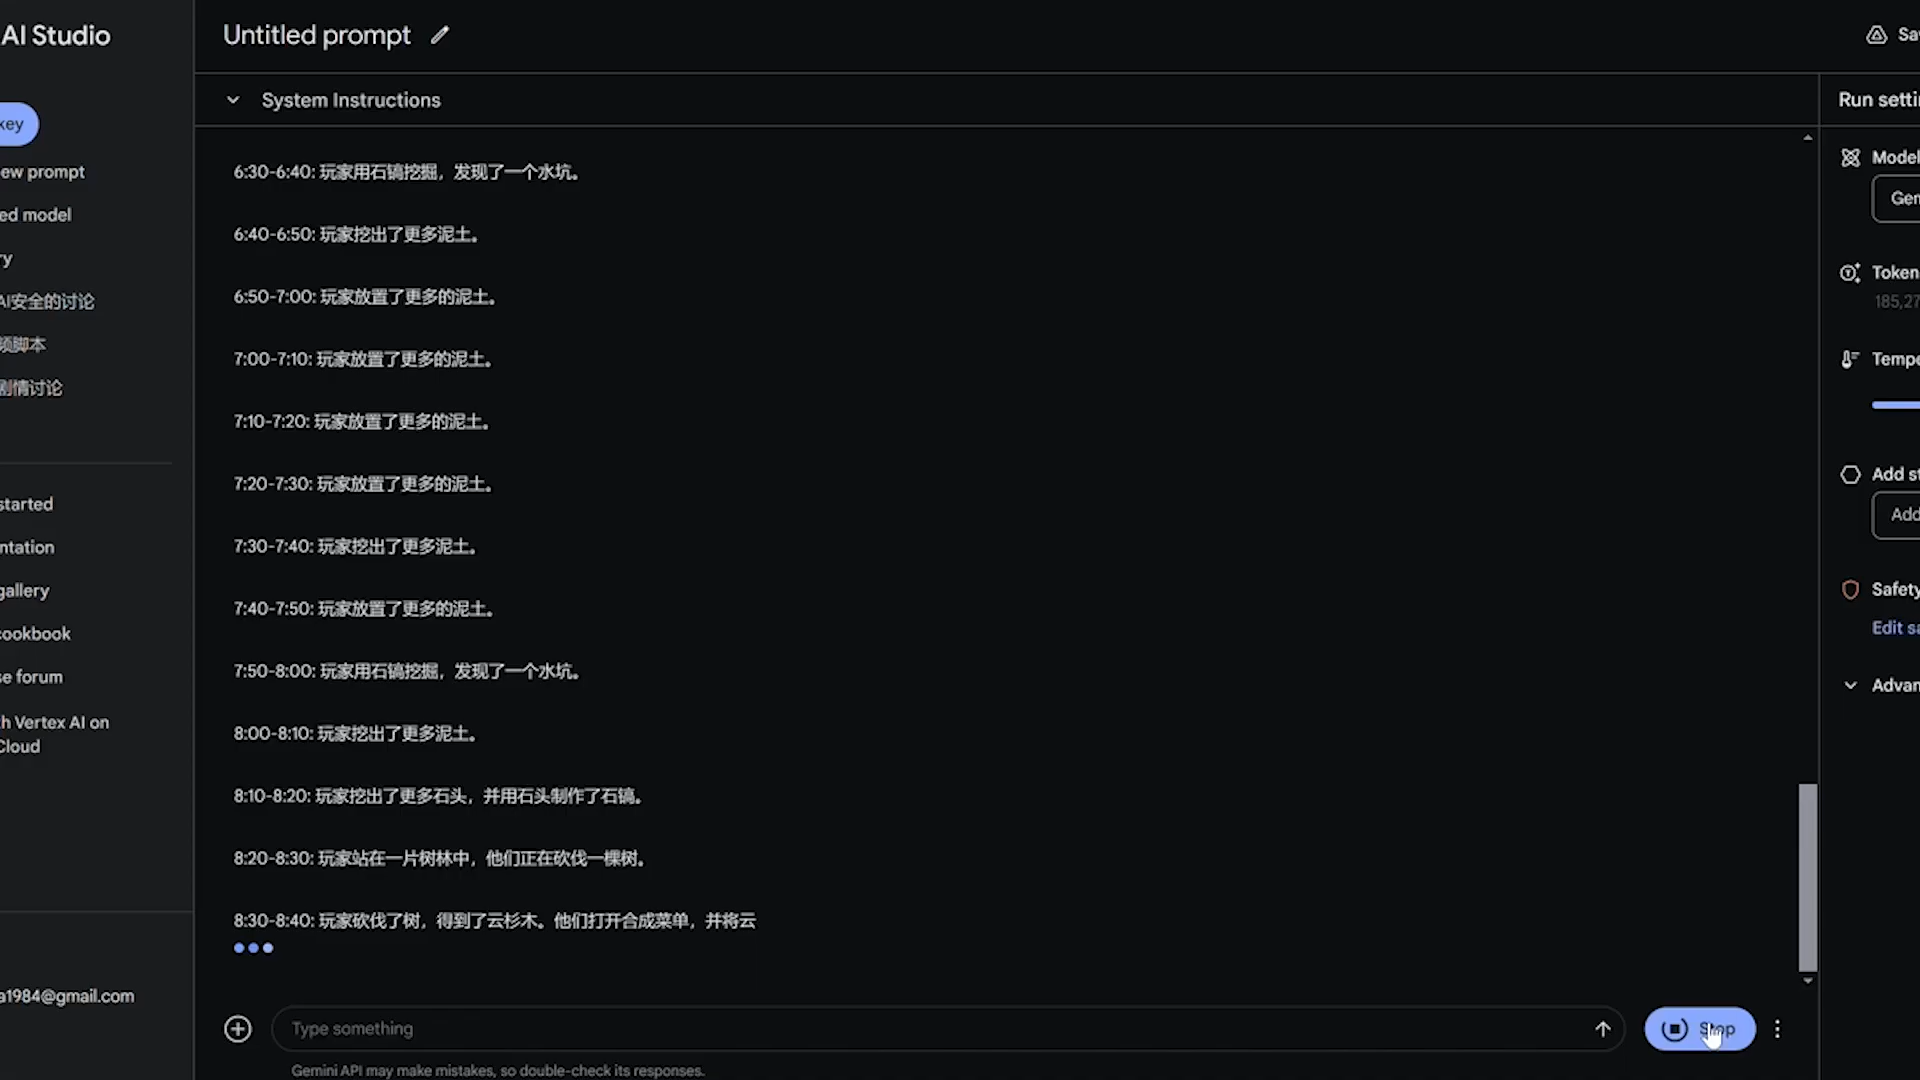 AI Studio
Untitled prompt
Sa
System Instructions
Run setti
key
ew prompt
ed model
ry
AI安全的讨论
频脚本
剧情讨论
started
ntation
gallery
cookbook
se forum
h Vertex AI on
Cloud
a1984@gmail.com
6:30-6:40: 玩家用石镐挖掘，发现了一个水坑。
6:40-6:50: 玩家挖出了更多泥土。
6:50-7:00: 玩家放置了更多的泥土。
7:00-7:10: 玩家放置了更多的泥土。
7:10-7:20: 玩家放置了更多的泥土。
7:20-7:30: 玩家放置了更多的泥土。
7:30-7:40: 玩家挖出了更多泥土。
7:40-7:50: 玩家放置了更多的泥土。
7:50-8:00: 玩家用石镐挖掘，发现了一个水坑。
8:00-8:10: 玩家挖出了更多泥土。
8:10-8:20: 玩家挖出了更多石头，并用石头制作了石镐。
8:20-8:30: 玩家站在一片树林中，他们正在砍伐一棵树。
8:30-8:40: 玩家砍伐了树，得到了云杉木。他们打开合成菜单，并将云
Type something
Stop
Gemini API may make mistakes, so double-check its responses.
Model
Gem
Token
185,27
Tempe
Add st
Add
Safety
Edit sa
Advan